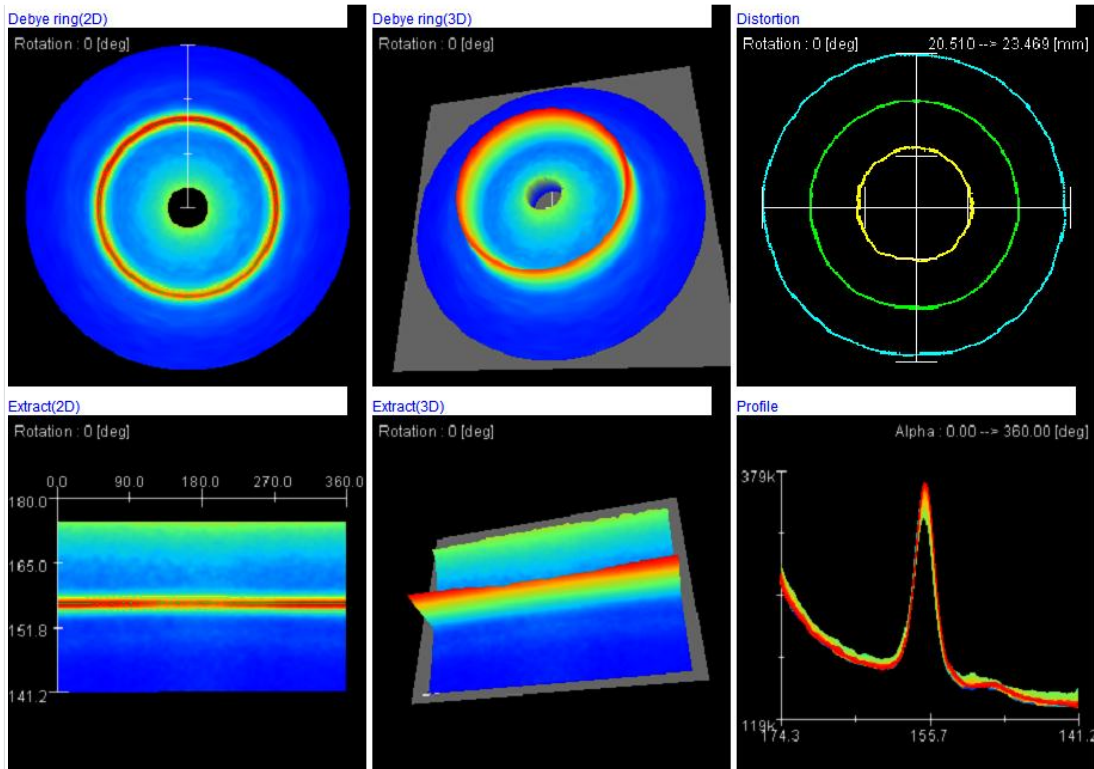 Debye ring(2D)
Rotation : 0 [deg]
Debye ring(3D)
Rotation : 0 [deg]
Distortion
Rotation : 0 [deg]
20.510 --> 23.469 [mm]
Extract(2D)
Rotation : 0 [deg]
0.0 90.0 180.0 270.0 360.0
180.0
165.0
151.8
141.2
Extract(3D)
Rotation : 0 [deg]
Profile
Alpha : 0.00 --> 360.00 [deg]
379k
119k
174.3 155.7 141.2